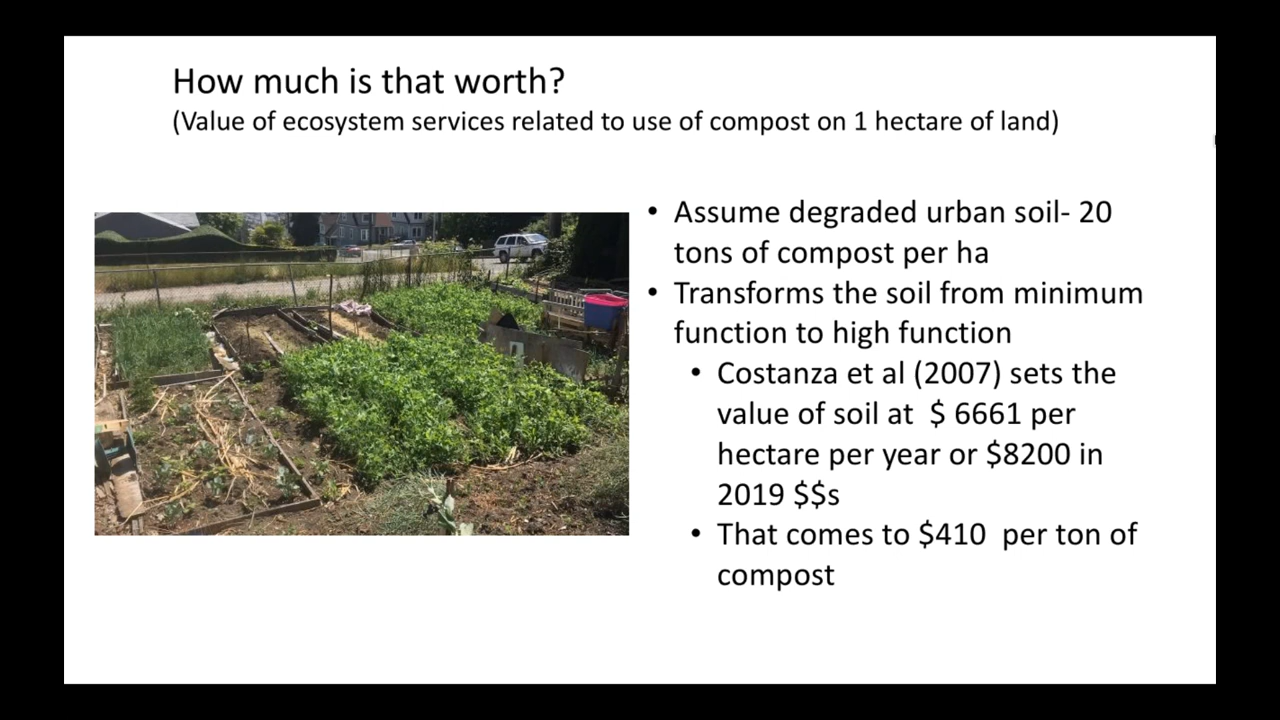 How much is that worth?
(Value of ecosystem services related to use of compost on 1 hectare of land)
• Assume degraded urban soil- 20
tons of compost per ha
• Transforms the soil from minimum
function to high function
• Costanza et al (2007) sets the
value of soil at  $ 6661 per
hectare per year or $8200 in
2019 $$s
• That comes to $410  per ton of
compost